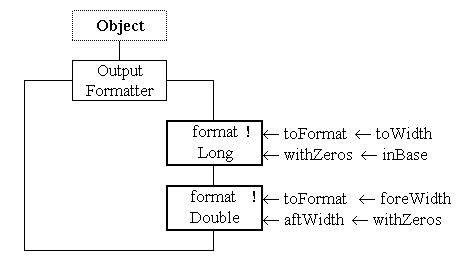 Object
Output
Formatter
format !
Long
← toFormat ← toWidth
← withZeros ← inBase
format !
Double
← toFormat ← foreWidth
← aftWidth ← withZeros